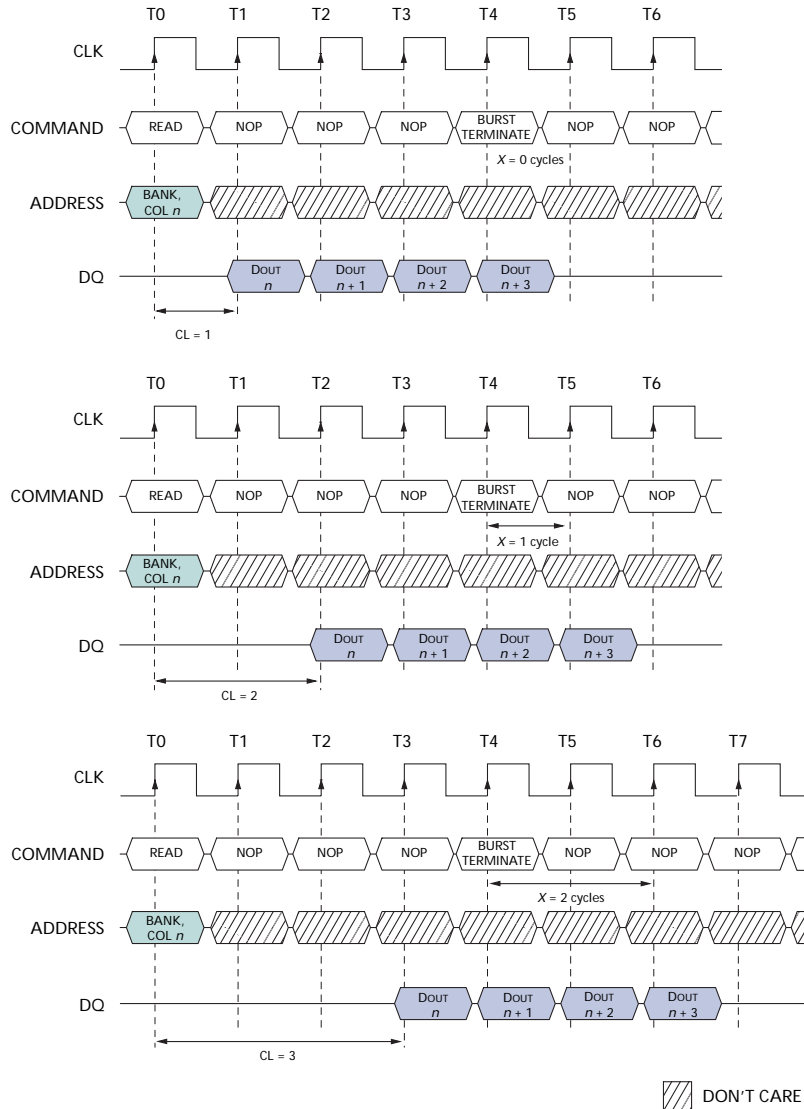 T0 T1 T2 T3 T4 T5 T6
CLK
COMMAND READ NOP NOP NOP BURST TERMINATE NOP NOP
X = 0 cycles
ADDRESS BANK, COL n
DQ DOUT n DOUT n + 1 DOUT n + 2 DOUT n + 3
CL = 1
T0 T1 T2 T3 T4 T5 T6
CLK
COMMAND READ NOP NOP NOP BURST TERMINATE NOP NOP
X = 1 cycle
ADDRESS BANK, COL n
DQ DOUT n DOUT n + 1 DOUT n + 2 DOUT n + 3
CL = 2
T0 T1 T2 T3 T4 T5 T6 T7
CLK
COMMAND READ NOP NOP NOP BURST TERMINATE NOP NOP NOP
X = 2 cycles
ADDRESS BANK, COL n
DQ DOUT n DOUT n + 1 DOUT n + 2 DOUT n + 3
CL = 3
DON'T CARE